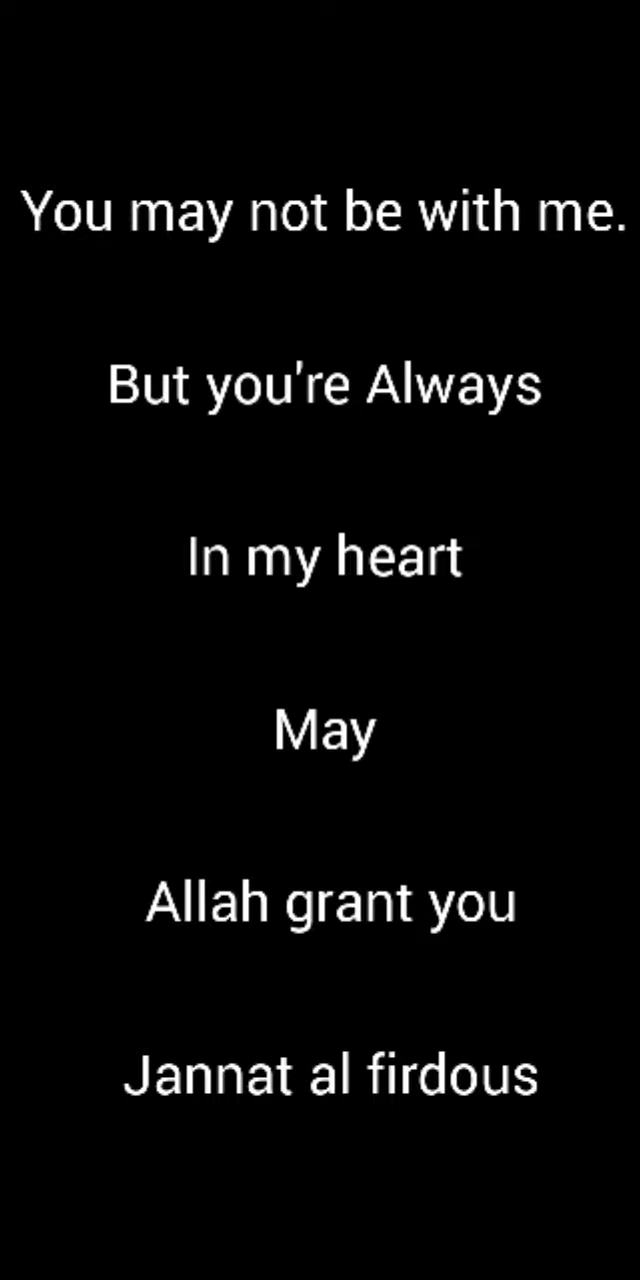 You may not be with me.
But you're Always
In my heart
May
Allah grant you
Jannat al firdous